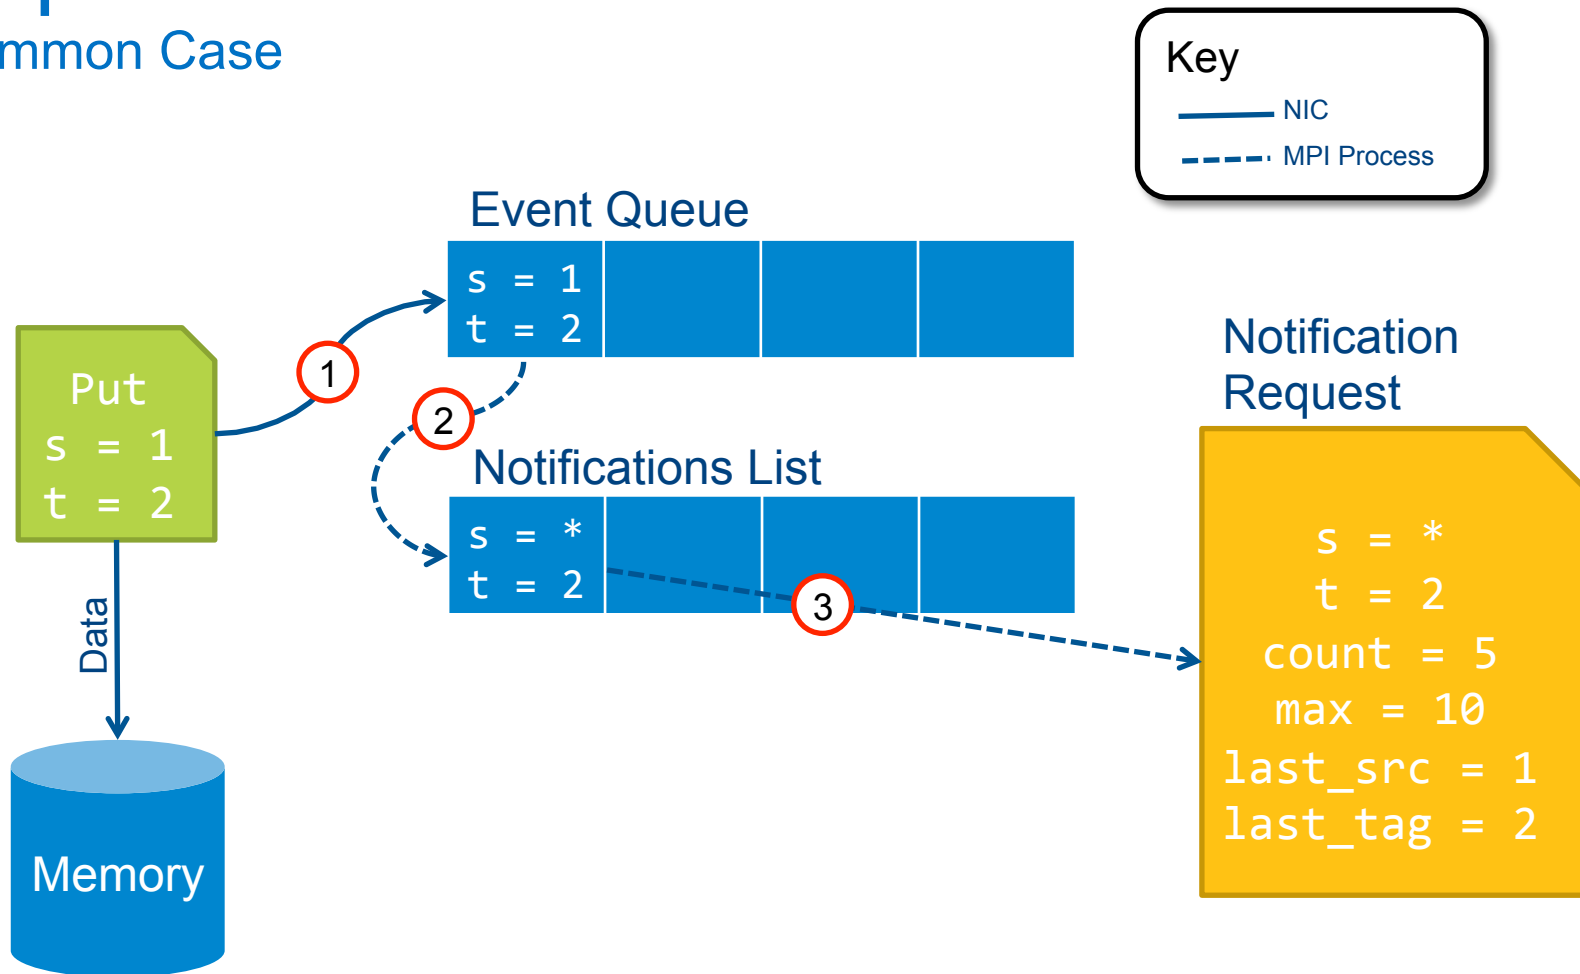 mmon Case
Key
NIC
MPI Process
Event Queue
s = 1
t = 2
Put
s = 1
t = 2
1
2
Notifications List
s = *
t = 2
3
Notification
Request
s = *
t = 2
count = 5
max = 10
last_src = 1
last_tag = 2
Data
Memory